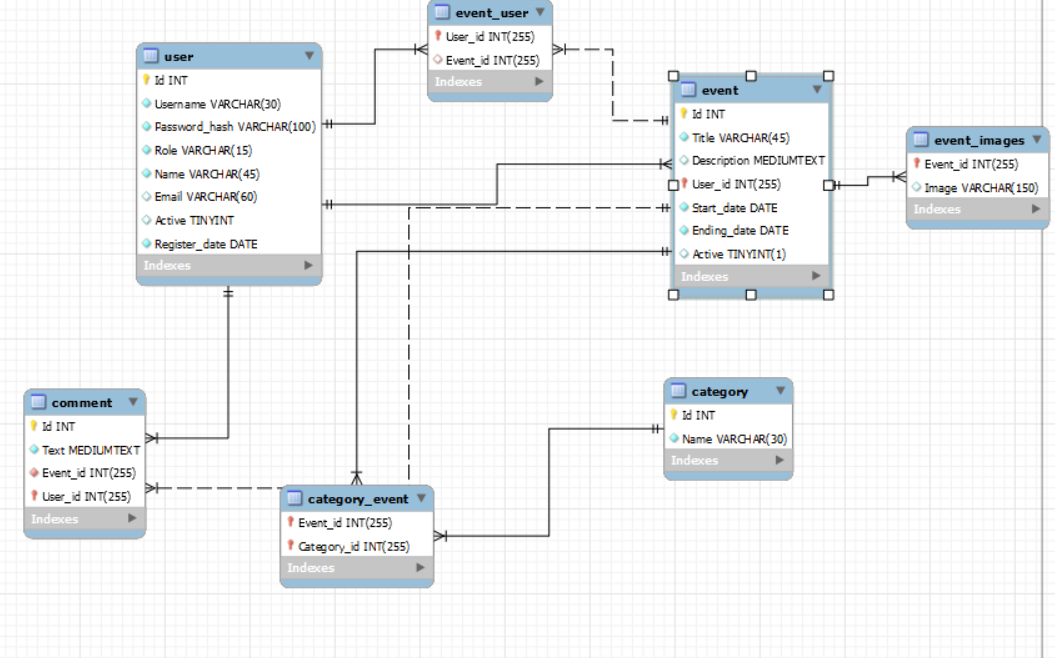 event_user
User_id INT(255)
Event_id INT(255)
Indexes
user
Id INT
Username VARCHAR(30)
Password_hash VARCHAR(100)
Role VARCHAR(15)
Name VARCHAR(45)
Email VARCHAR(60)
Active TINYINT
Register_date DATE
Indexes
event
Id INT
Title VARCHAR(45)
Description MEDIUMTEXT
User_id INT(255)
Start_date DATE
Ending_date DATE
Active TINYINT(1)
Indexes
event_images
Event_id INT(255)
Image VARCHAR(150)
Indexes
comment
Id INT
Text MEDIUMTEXT
Event_id INT(255)
User_id INT(255)
Indexes
category_event
Event_id INT(255)
Category_id INT(255)
Indexes
category
Id INT
Name VARCHAR(30)
Indexes